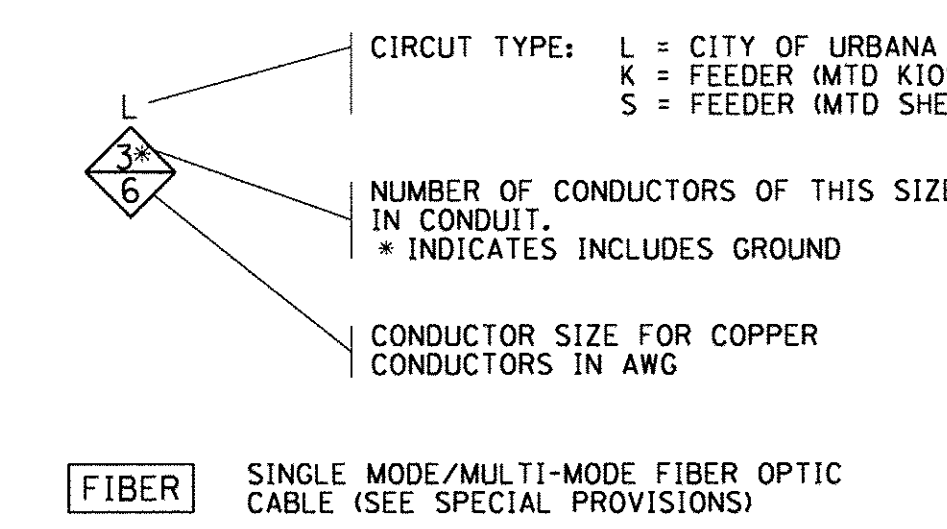 CIRCUT TYPE: L = CITY OF URBANA
K = FEEDER (MTD
S = FEEDER (MTD
L
3*
6
NUMBER OF CONDUCTORS OF THIS
IN CONDUIT.
* INDICATES INCLUDES GROUND
CONDUCTOR SIZE FOR COPPER
CONDUCTORS IN AWG
FIBER SINGLE MODE/MULTI-MODE FIBER OPTIC
CABLE (SEE SPECIAL PROVISIONS)